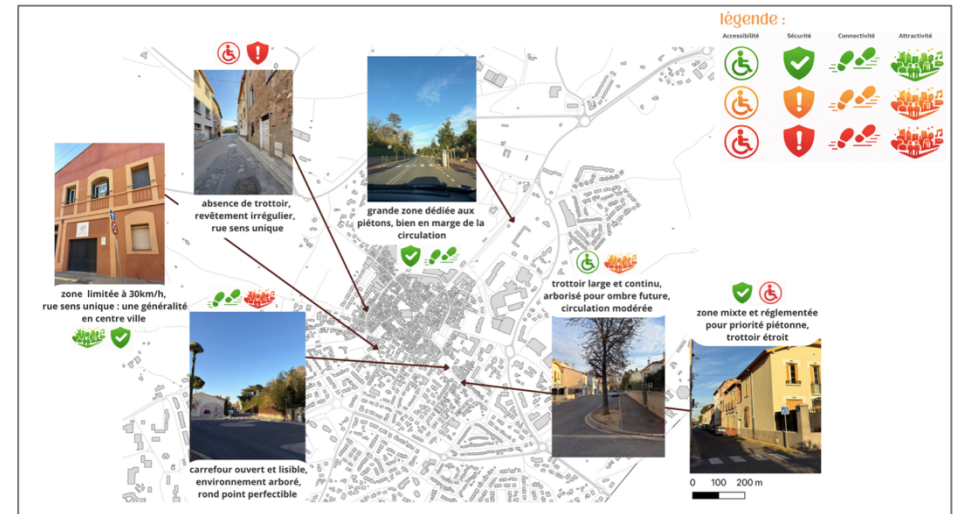 légende :
Accessibilité Sécurité Connectivité Attractivité
absence de trottoir,
revêtement irrégulier,
rue sens unique
grande zone dédiée aux
piétons, bien en marge de la
circulation
zone limitée à 30km/h,
rue sens unique : une généralité
en centre ville
trottoir large et continu,
arborisé pour ombre future,
circulation modérée
zone mixte et réglementée
pour priorité piétonne,
trottoir étroit
carrefour ouvert et lisible,
environnement arboré,
rond point perfectible
0 100 200 m